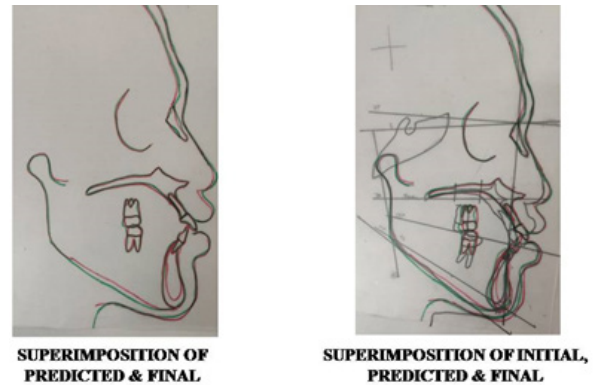 SUPERIMPOSITION OF
PREDICTED & FINAL
SUPERIMPOSITION OF INITIAL,
PREDICTED & FINAL